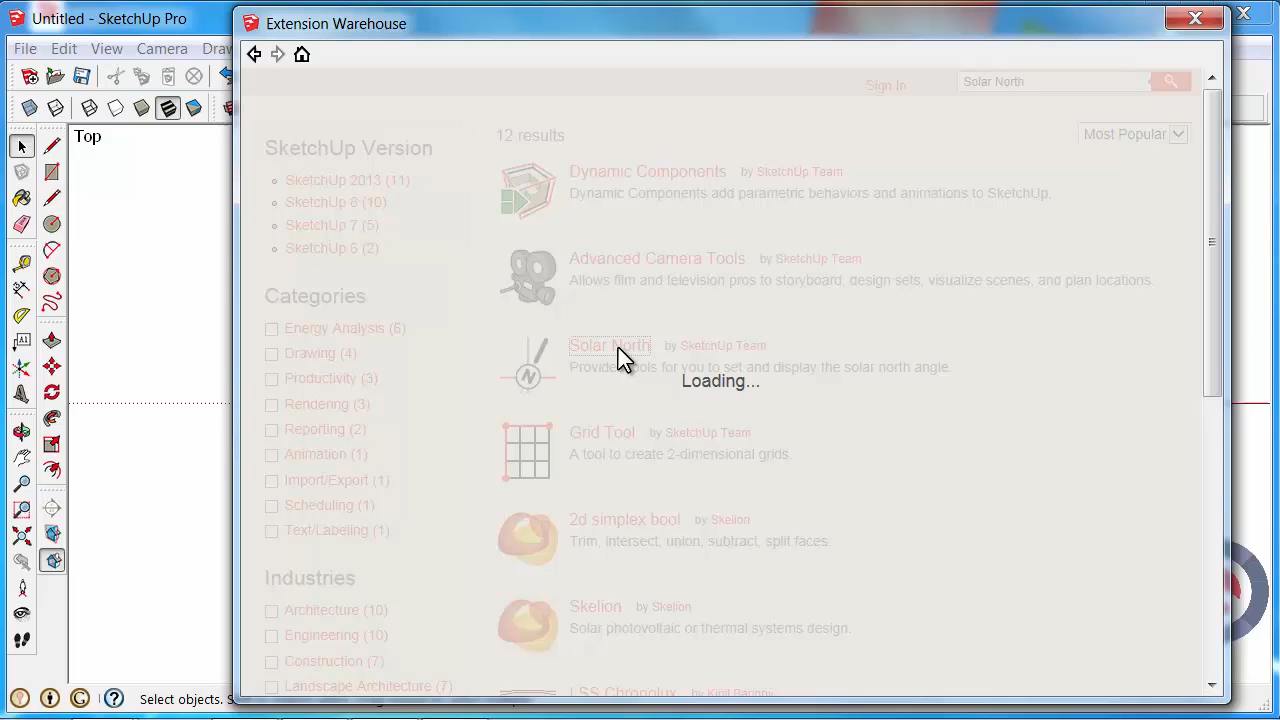 Untitled - SketchUp Pro
Extension Warehouse
File Edit View Camera Draw
Top
Sign In
Solar North
SketchUp Version
SketchUp 2013 (11)
SketchUp 8 (10)
SketchUp 7 (5)
SketchUp 6 (2)
Categories
Energy Analysis (6)
Drawing (4)
Productivity (3)
Rendering (3)
Reporting (2)
Animation (1)
Import/Export (1)
Scheduling (1)
Text/Labeling (1)
Industries
Architecture (10)
Engineering (10)
Construction (7)
Landscape Architecture (7)
12 results
Most Popular
Dynamic Components by SketchUp Team
Dynamic Components add parametric behaviors and animations to SketchUp.
Advanced Camera Tools by SketchUp Team
Allows film and television pros to storyboard, design sets, visualize scenes, and plan locations.
Solar North by SketchUp Team
Provides tools for you to set and display the solar north angle.
Loading...
Grid Tool by SketchUp Team
A tool to create 2-dimensional grids.
2d simplex bool by Skelion
Trim, intersect, union, subtract, split faces.
Skelion by Skelion
Solar photovoltaic or thermal systems design.
LSS Chronolux by Kirill
Select objects.